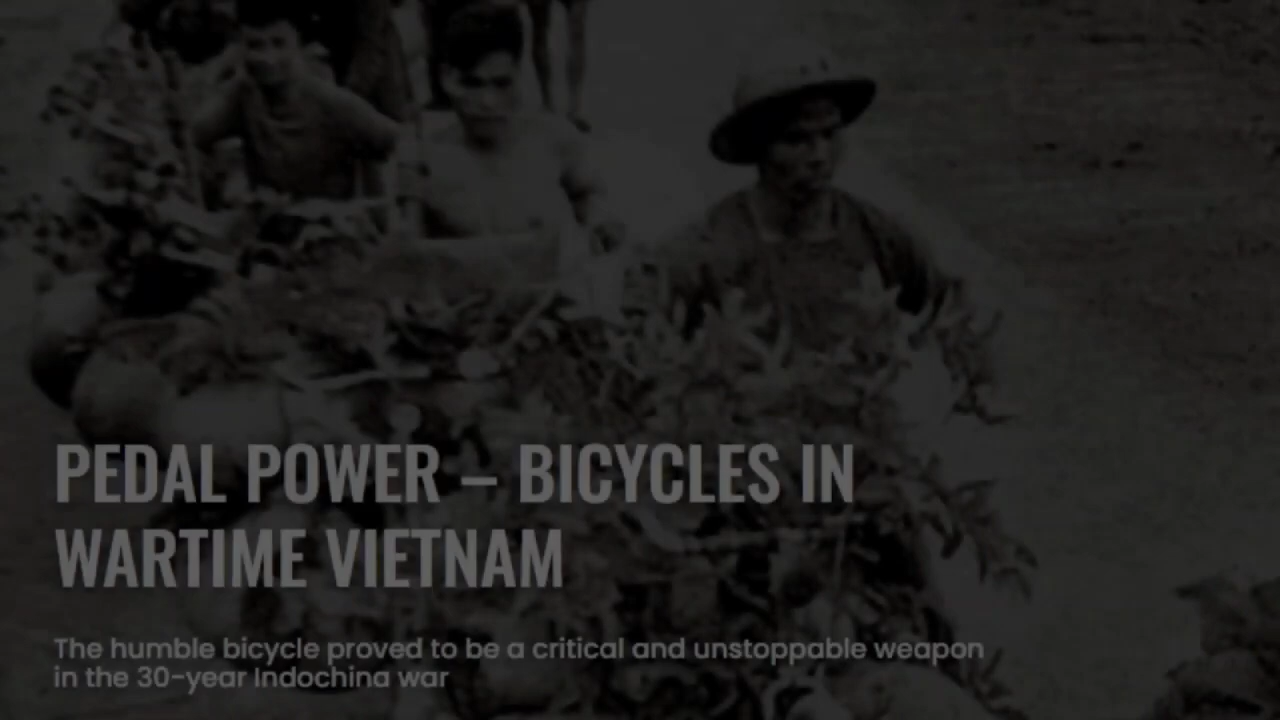 PEDAL POWER – BICYCLES IN
WARTIME VIETNAM
The humble bicycle proved to be a critical and unstoppable weapon
in the 30-year Indochina war